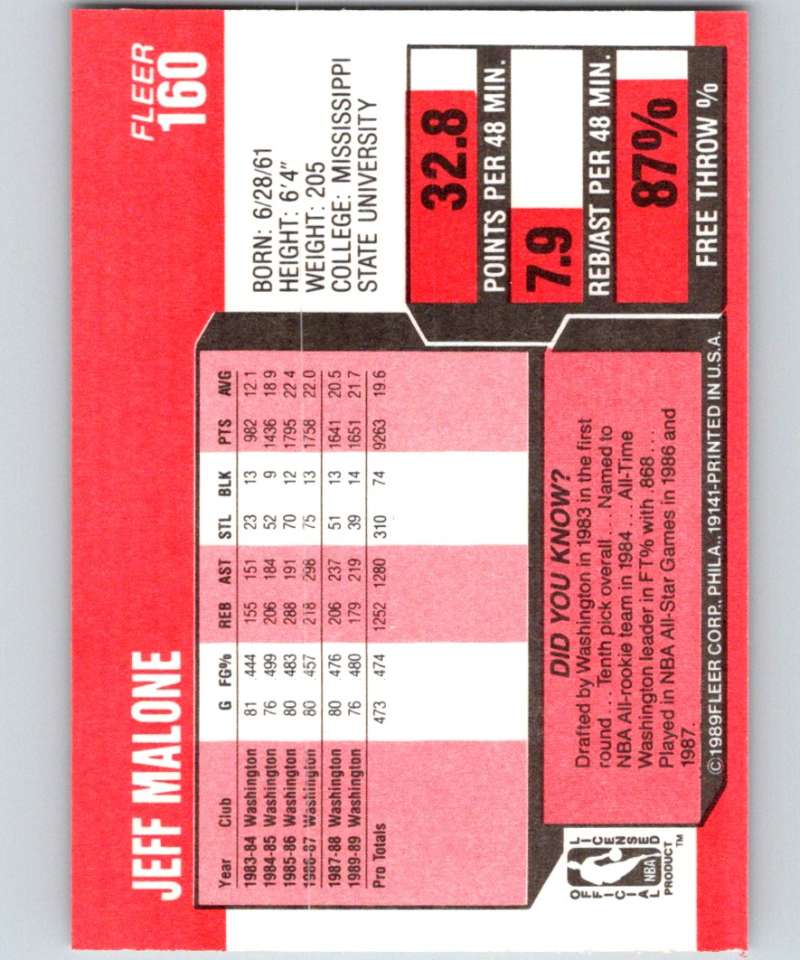 FLEER
160
JEFF MALONE
BORN: 6/28/61
HEIGHT: 6'4"
WEIGHT: 205
COLLEGE: MISSISSIPPI
STATE UNIVERSITY
Year Club G FG% REB AST STL BLK PTS AVG
1983-84 Washington 81 .444 155 151 23 13 982 12.1
1984-85 Washington 76 .499 206 184 52 9 1436 18.9
1985-86 Washington 80 .483 288 191 70 12 1795 22.4
1986-87 Washington 80 .457 218 298 75 13 1758 22.0
1987-88 Washington 80 .476 206 237 51 13 1641 20.5
1989-89 Washington 76 .480 179 219 39 14 1651 21.7
Pro Totals 473 .474 1252 1280 310 74 9263 19.6
32.8
POINTS PER 48 MIN.
7.9
REB/AST PER 48 MIN.
87%
FREE THROW %
DID YOU KNOW?
Drafted by Washington in 1983 in the first
round . . . Tenth pick overall . . . Named to
NBA All-rookie team in 1984 . . . All-Time
Washington leader in FT% with .868 . . .
Played in NBA All-Star Games in 1986 and
1987.
OFFICIAL
LICENSED
NBA
PRODUCT™
©1989 FLEER CORP., PHILA., 19141-PRINTED IN U.S.A.